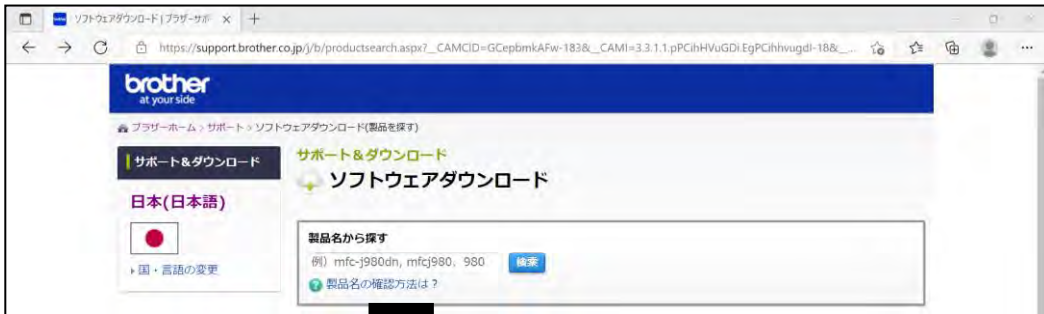 ソフトウエアダウンロード | ブラザーサポ
https://support.brother.co.jp/j/b/productsearch.aspx?_CAMCID=GCepbmkAFw-183&_CAMI=3.3.1.1.pPCihHVuGDi.EgPCihhvugdI-18&_...
brother
at your side
ブラザーホーム > サポート > ソフトウエアダウンロード(製品を探す)
サポート&ダウンロード
日本(日本語)
国・言語の変更
サポート&ダウンロード
ソフトウエアダウンロード
製品名から探す
例) mfc-j980dn, mfcj980, 980
検索
製品名の確認方法は?